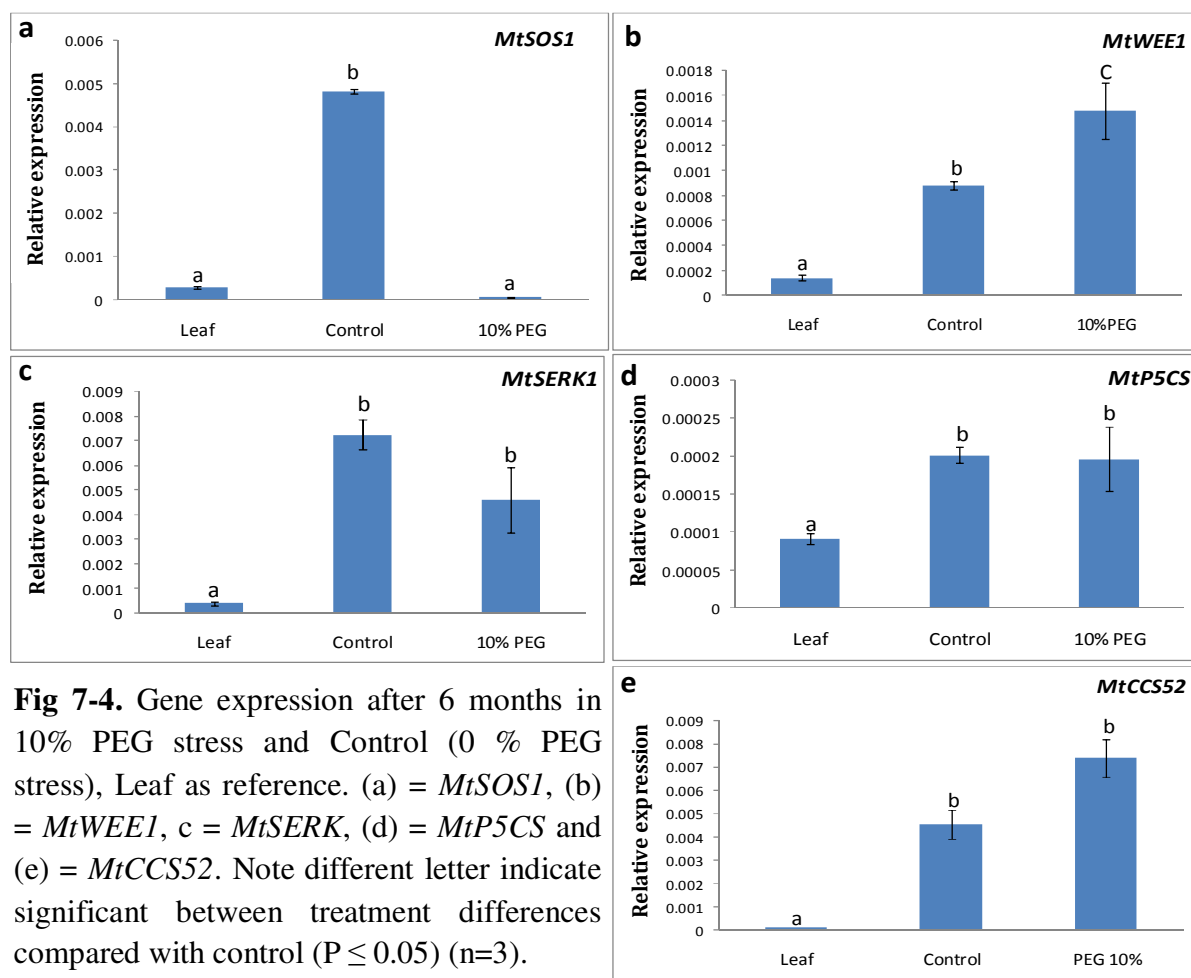 a
MtSOS1
Relative expression
0.006
0.005
0.004
0.003
0.002
0.001
0
a
b
a
Leaf Control 10% PEG
b
MtWEE1
Relative expression
0.0018
0.0016
0.0014
0.0012
0.001
0.0008
0.0006
0.0004
0.0002
0
a
b
C
Leaf Control 10%PEG
c
MtSERK1
Relative expression
0.009
0.008
0.007
0.006
0.005
0.004
0.003
0.002
0.001
0
a
b
b
Leaf Control 10% PEG
d
MtP5CS
Relative expression
0.0003
0.00025
0.0002
0.00015
0.0001
0.00005
0
a
b
b
Leaf Control 10% PEG
e
MtCCS52
Relative expression
0.009
0.008
0.007
0.006
0.005
0.004
0.003
0.002
0.001
0
a
b
b
Leaf Control PEG 10%
Fig 7-4. Gene expression after 6 months in
10% PEG stress and Control (0 % PEG
stress), Leaf as reference. (a) = MtSOS1, (b)
= MtWEE1, c = MtSERK, (d) = MtP5CS and
(e) = MtCCS52. Note different letter indicate
significant between treatment differences
compared with control (P ≤ 0.05) (n=3).